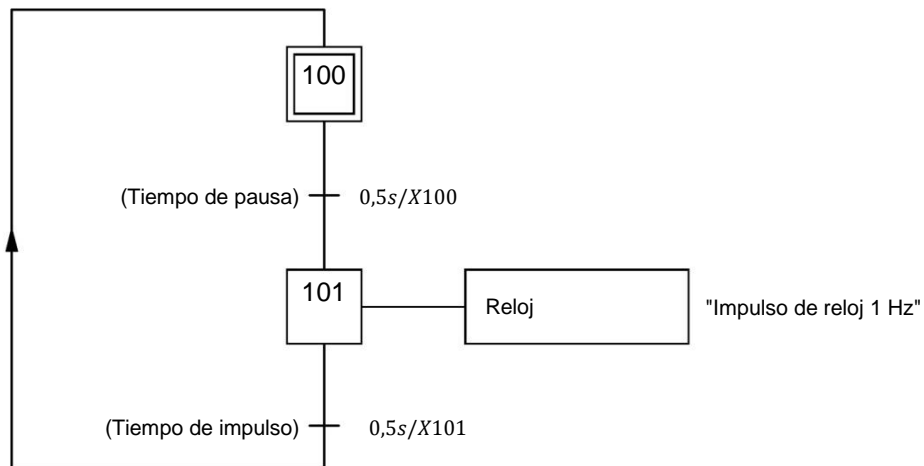 100
(Tiempo de pausa) 0,5s/X100
101 Reloj "Impulso de reloj 1 Hz"
(Tiempo de impulso) 0,5s/X101